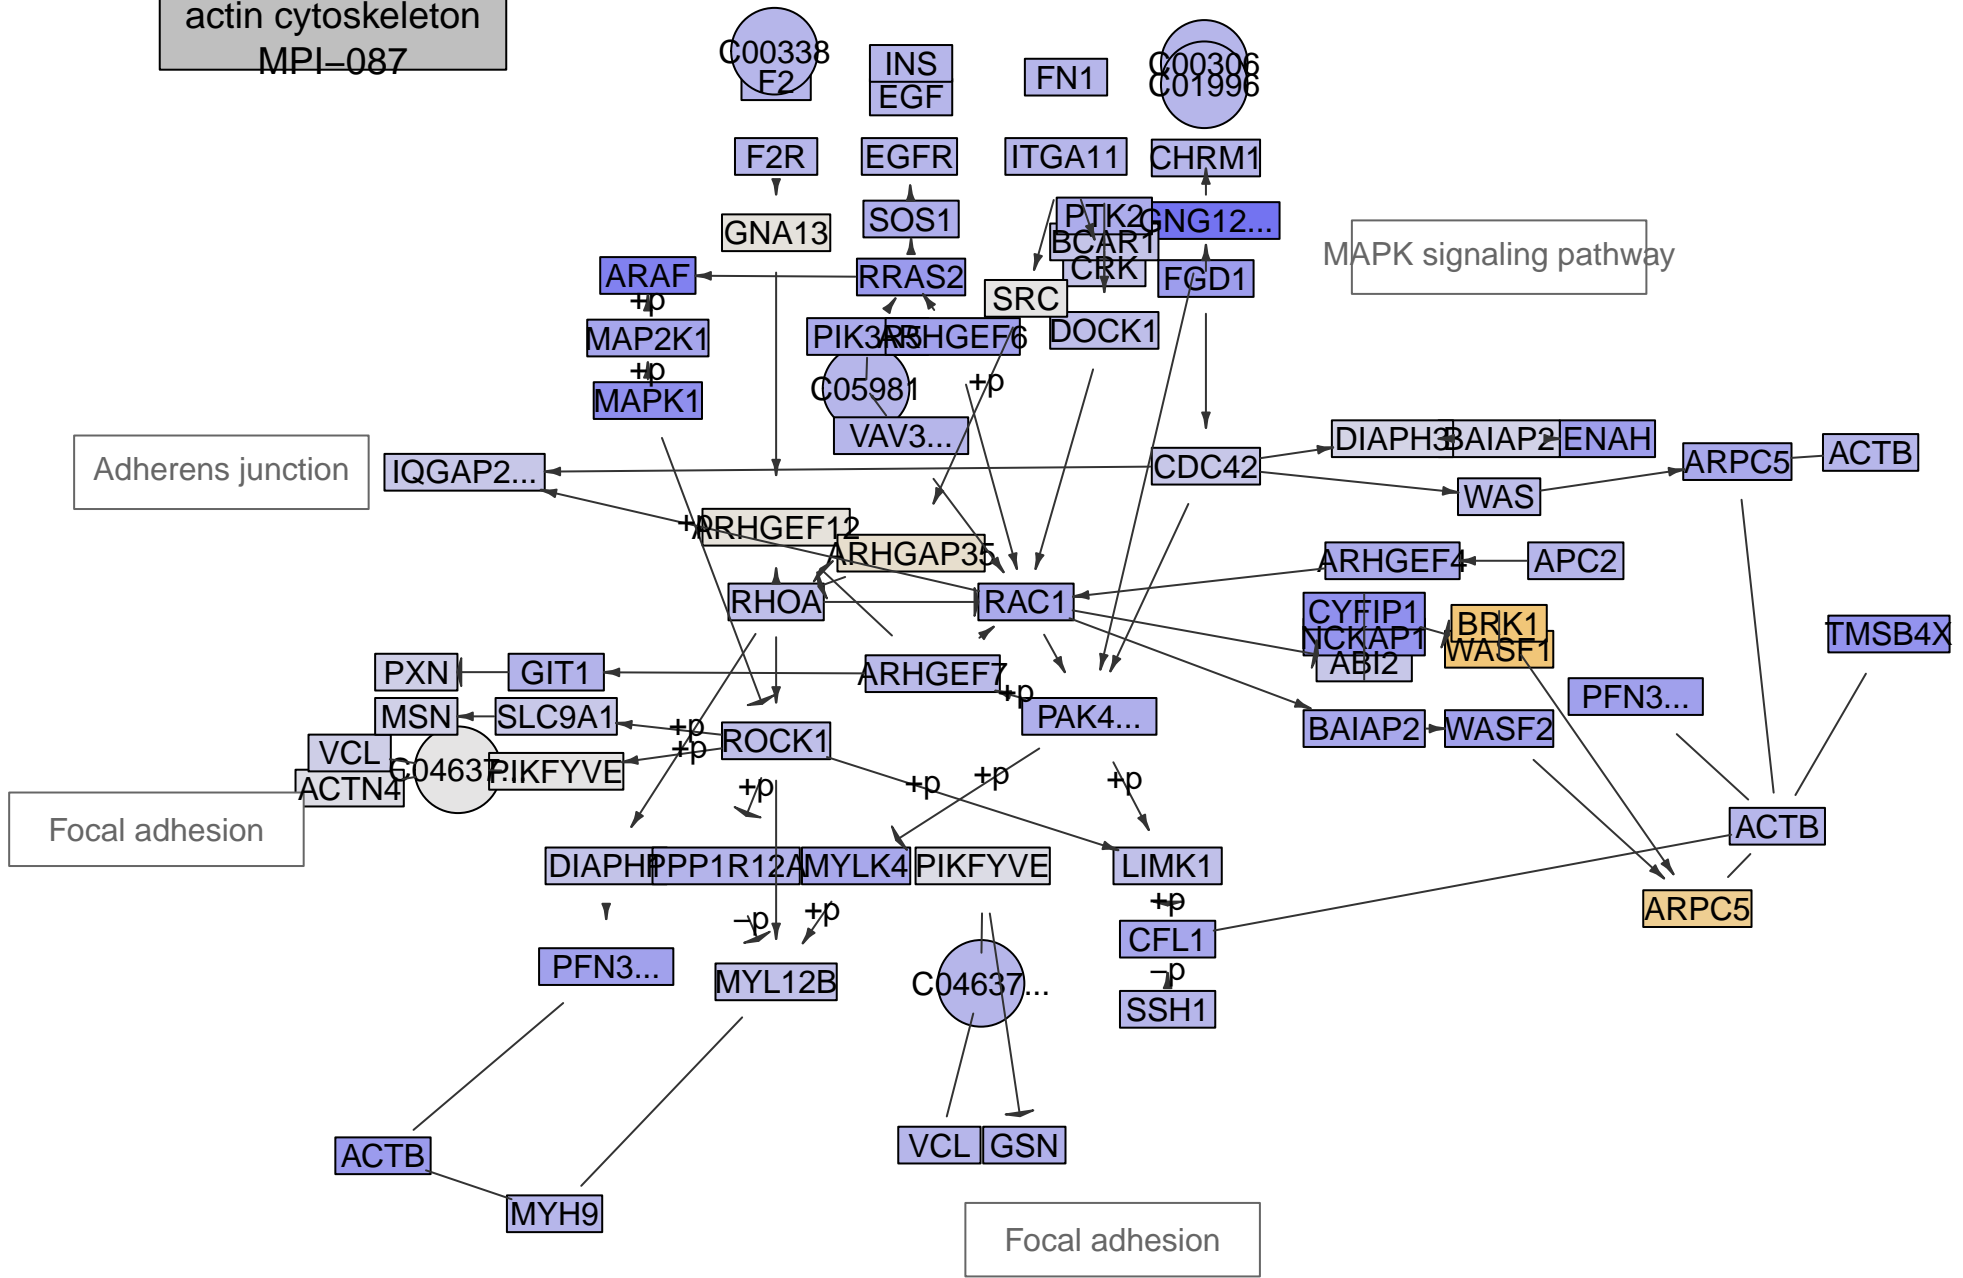 actin cytoskeleton
MPI−087
C00338
F2
INS
EGF
FN1
C00306
C01996
F2R
EGFR
ITGA11
CHRM1
GNA13
SOS1
PTK2
GNG12...
BCAR1
CRK
MAPK signaling pathway
ARAF
RRAS2
SRC
FGD1
+p
MAP2K1
PIK3R5
ARHGEF6
DOCK1
+p
MAPK1
C05981
+p
VAV3...
Adherens junction
IQGAP2...
CDC42
DIAPH3
BAIAP2
ENAH
ARPC5
ACTB
WAS
+p
ARHGEF12
ARHGAP35
ARHGEF4
APC2
RHOA
RAC1
CYFIP1
NCKAP1
ABI2
BRK1
WASF1
TMSB4X
PXN
GIT1
ARHGEF7
+p
PFN3...
MSN
SLC9A1
+p
PAK4...
BAIAP2
WASF2
VCL
ACTN4
C04637...
PIKFYVE
+p
ROCK1
+p
+p
+p
+p
Focal adhesion
ACTB
DIAPH
PPP1R12A
MYLK4
PIKFYVE
LIMK1
−p
+p
+p
ARPC5
CFL1
PFN3...
MYL12B
C04637...
−p
SSH1
ACTB
VCL
GSN
MYH9
Focal adhesion